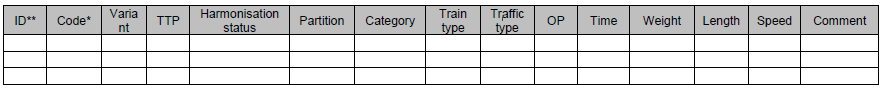 ID** Code* Varia nt TTP Harmonisation status Partition Category Train type Traffic type OP Time Weight Length Speed Comment